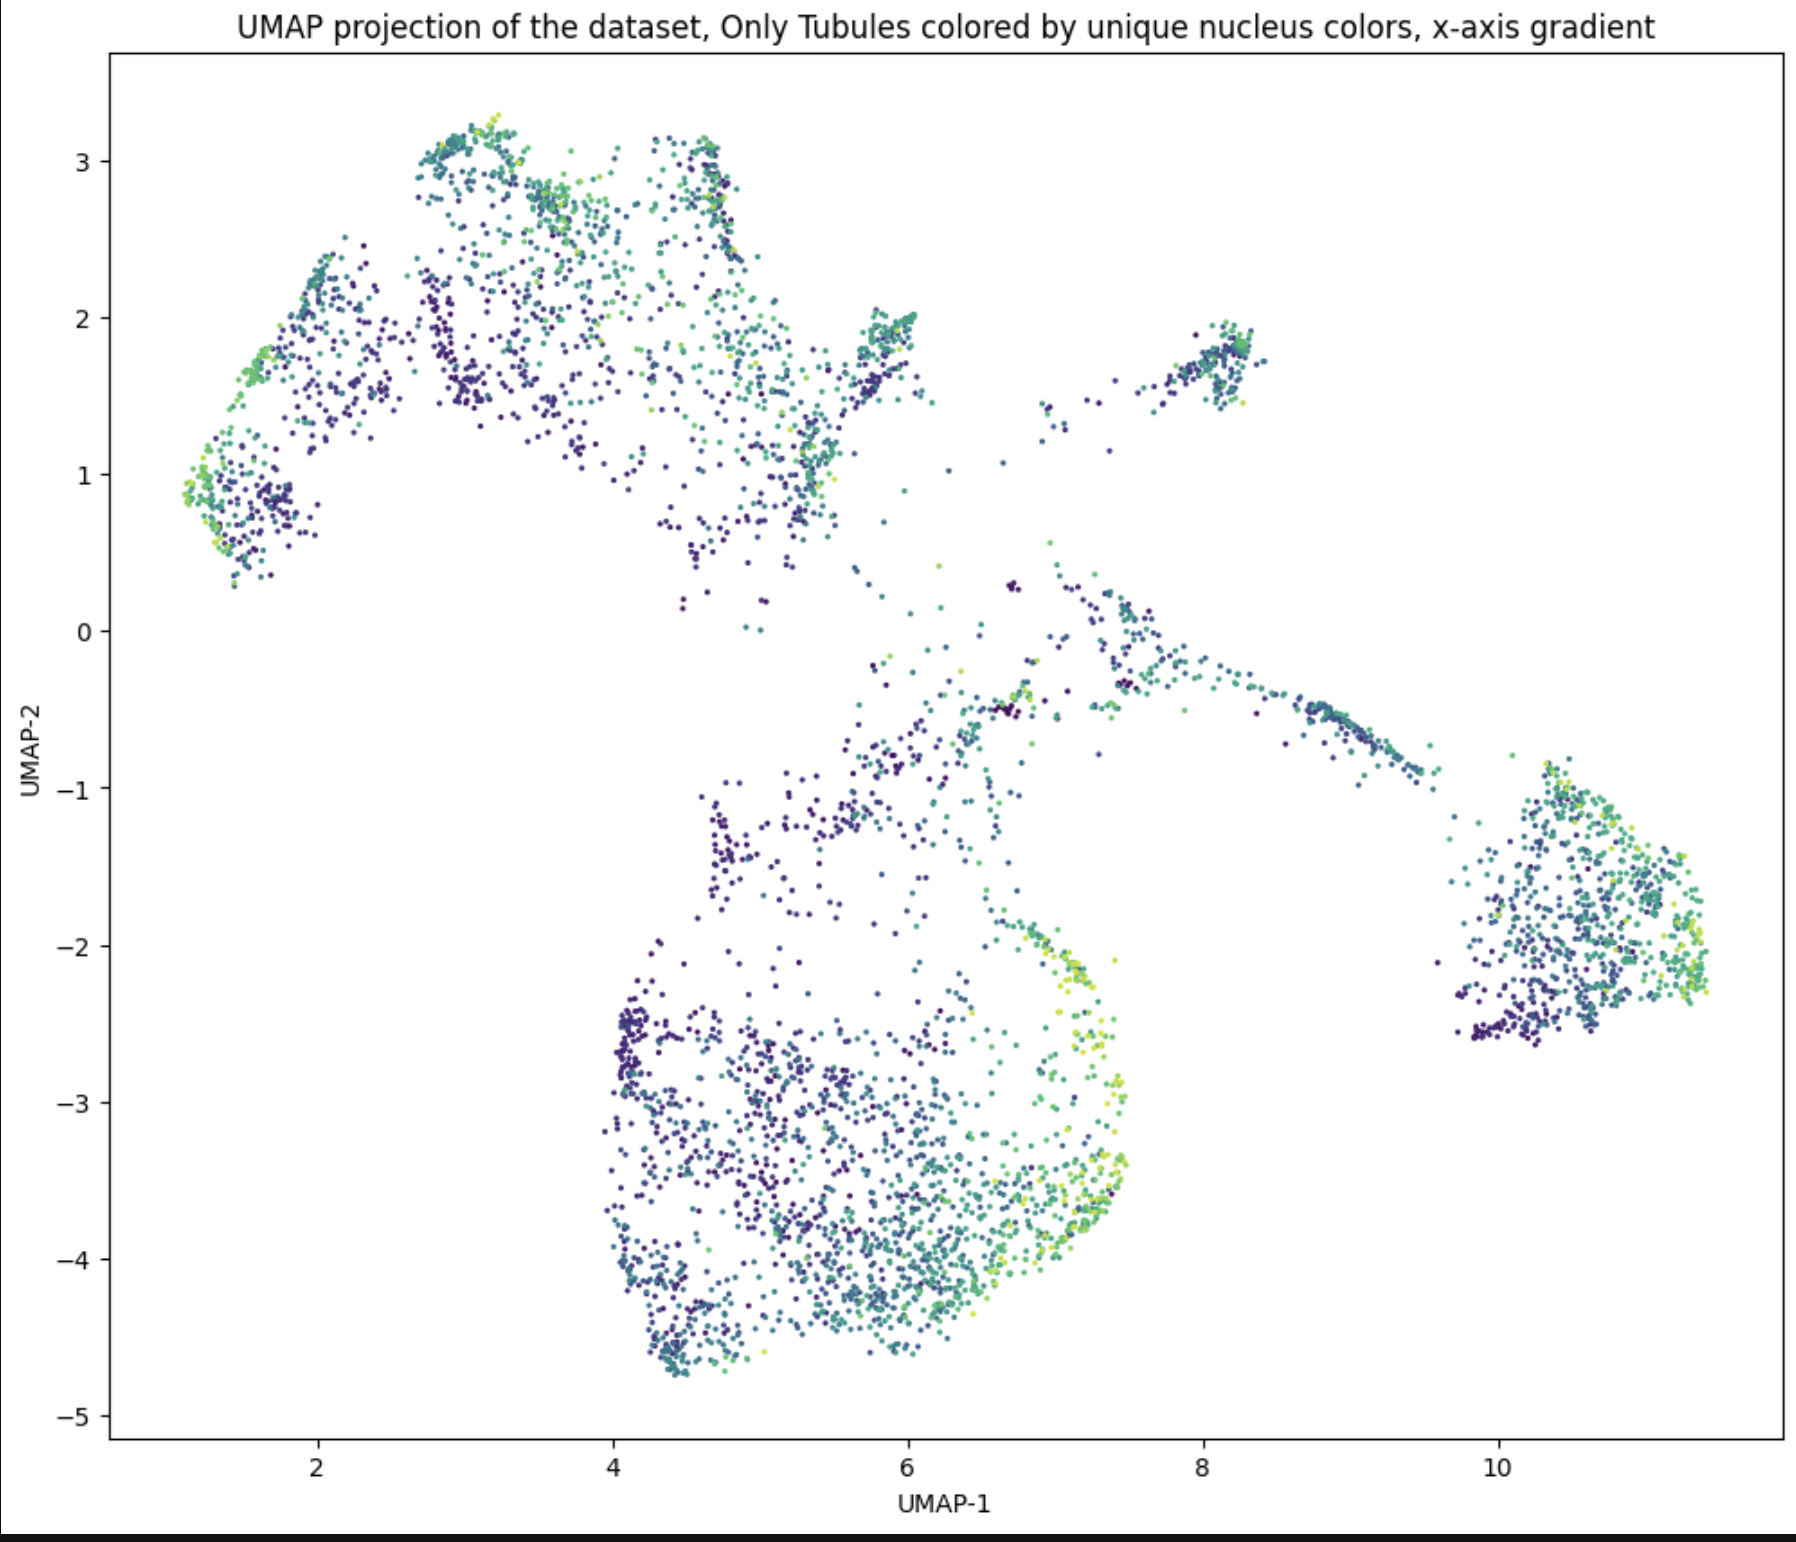 UMAP projection of the dataset, Only Tubules colored by unique nucleus colors, x-axis gradient
3
2
1
0
−1
−2
−3
−4
−5
UMAP-2
2 4 6 8 10
UMAP-1